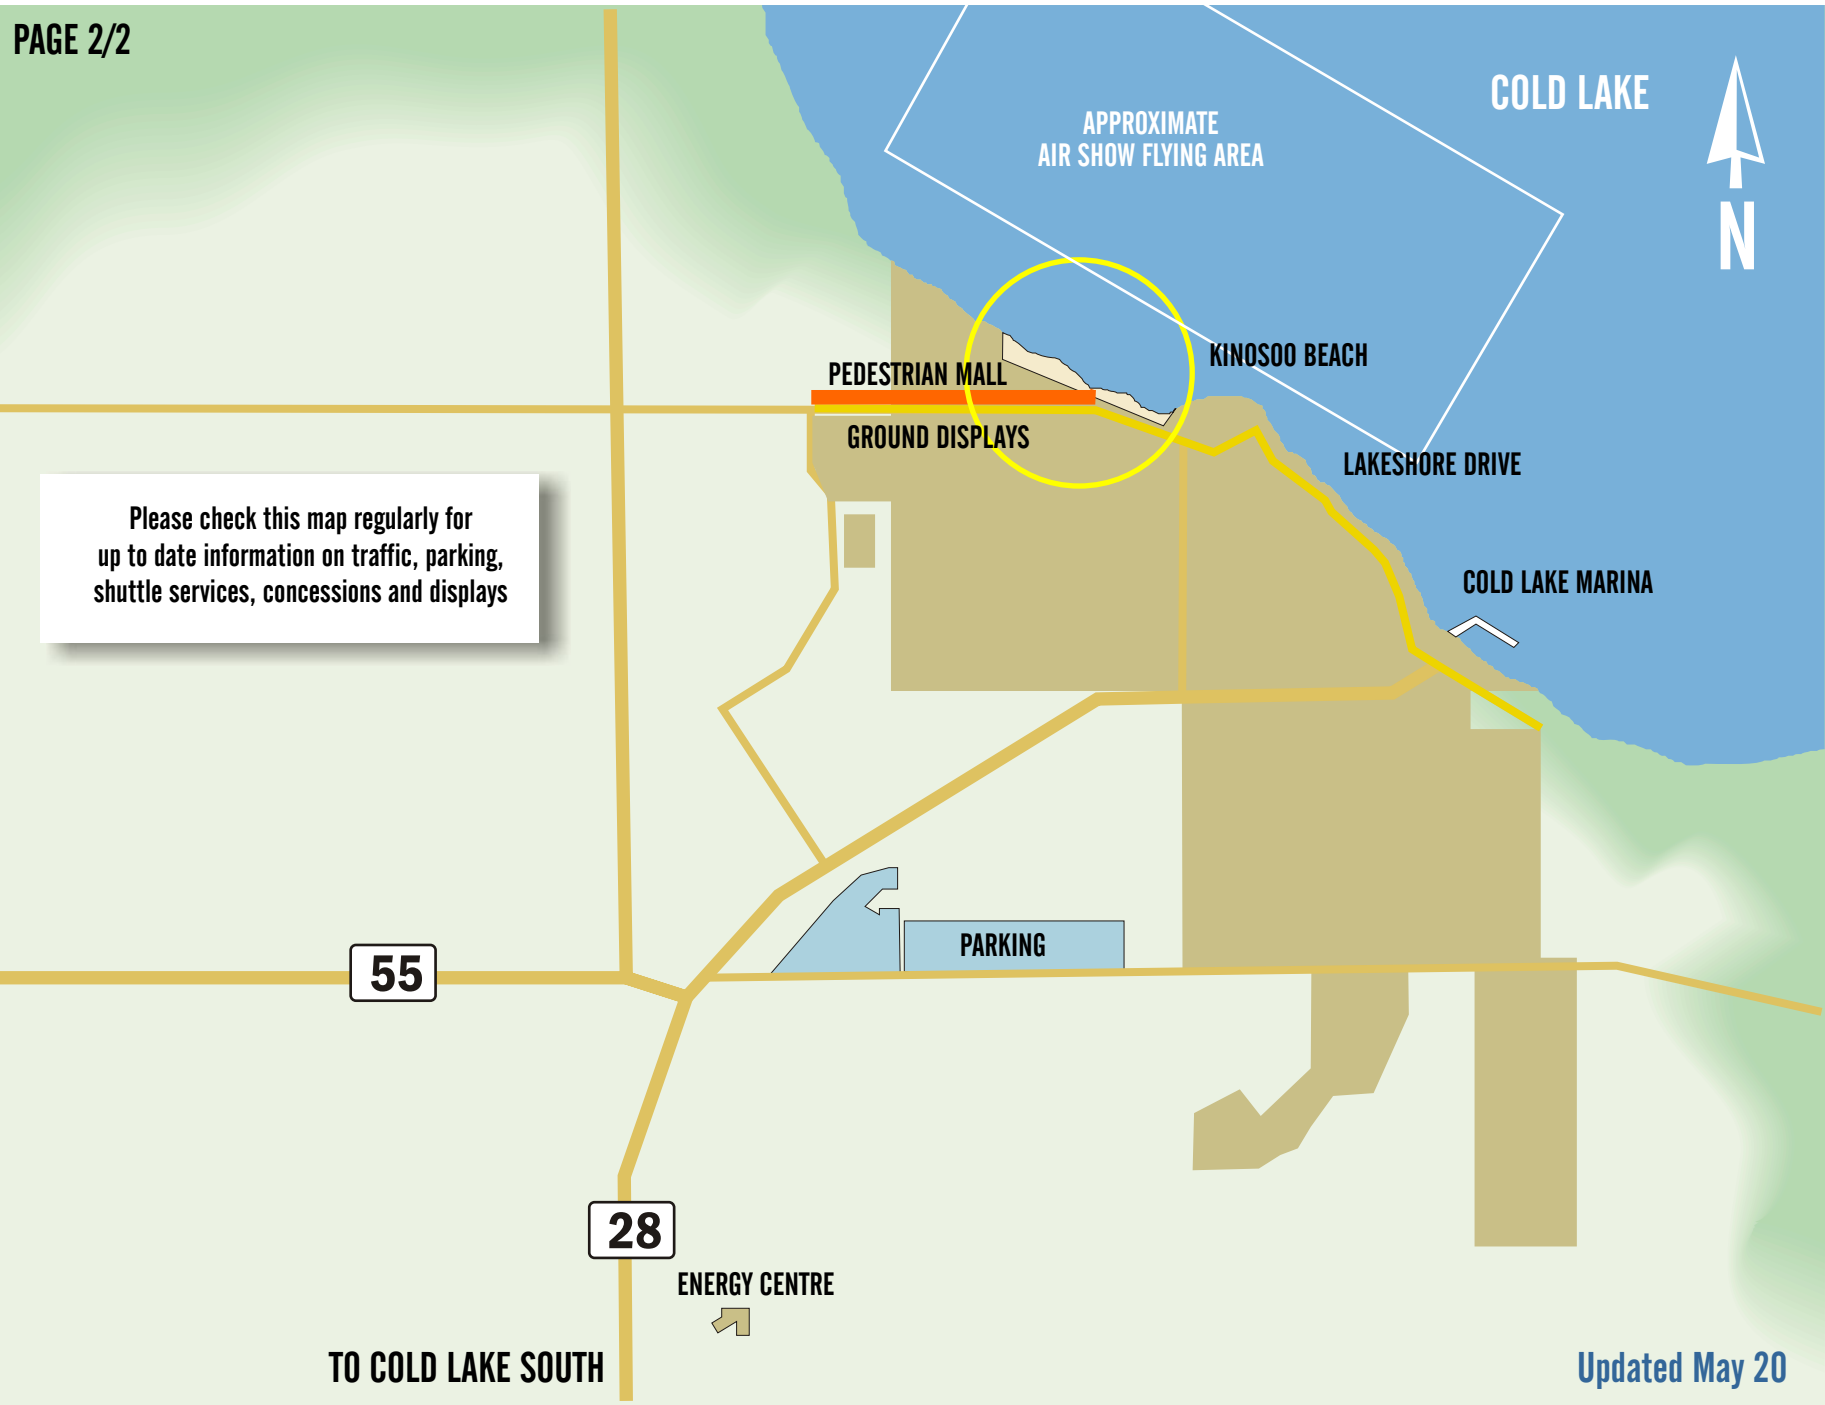 PAGE 2/2
COLD LAKE
APPROXIMATE
AIR SHOW FLYING AREA
N
KINOSOO BEACH
PEDESTRIAN MALL
GROUND DISPLAYS
LAKESHORE DRIVE
Please check this map regularly for
up to date information on traffic, parking,
shuttle services, concessions and displays
COLD LAKE MARINA
PARKING
55
28
ENERGY CENTRE
TO COLD LAKE SOUTH
Updated May 20